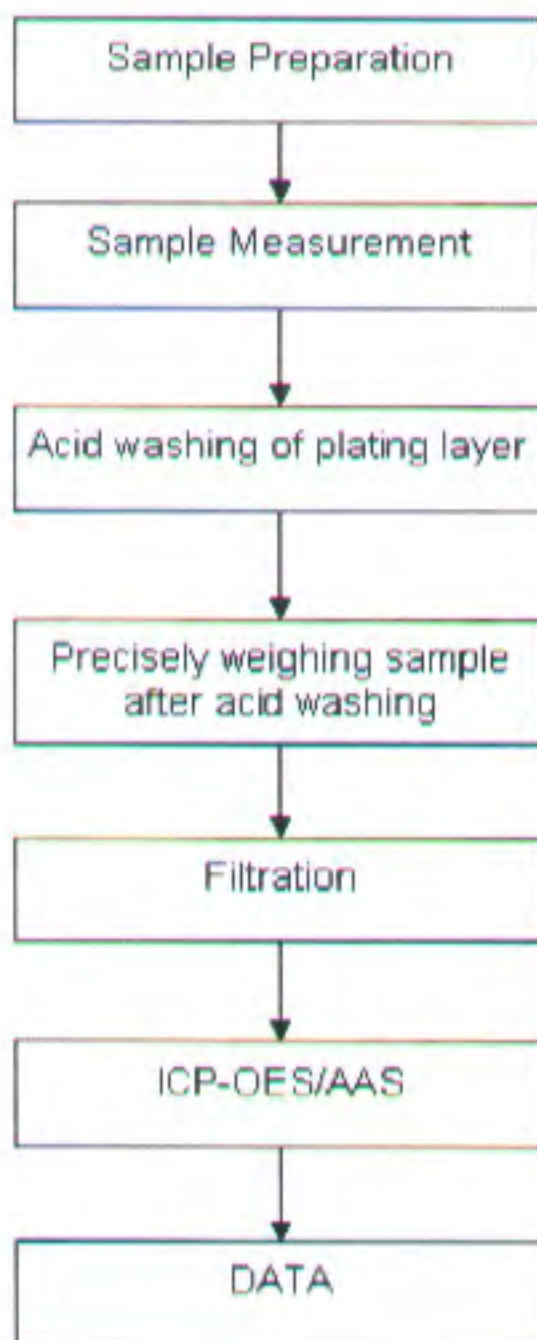 Sample Preparation
Sample Measurement
Acid washing of plating layer
Precisely weighing sample
after acid washing
Filtration
ICP-OES/AAS
DATA